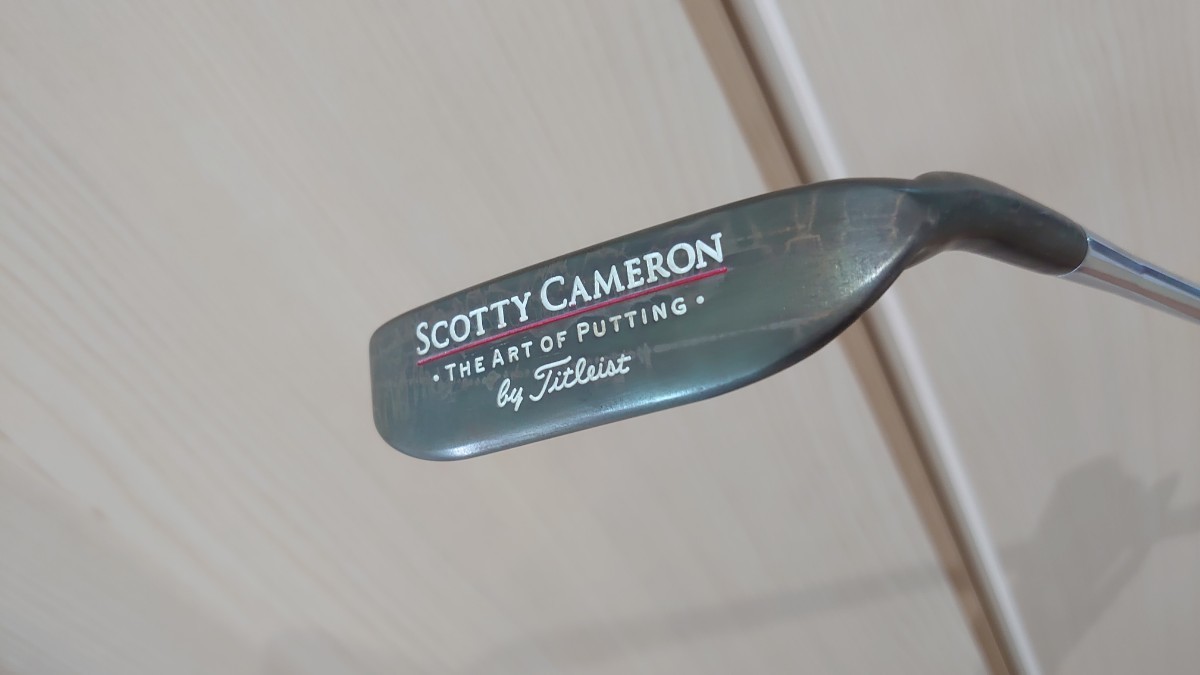 SCOTTY CAMERON
• THE ART OF PUTTING •
by Titleist